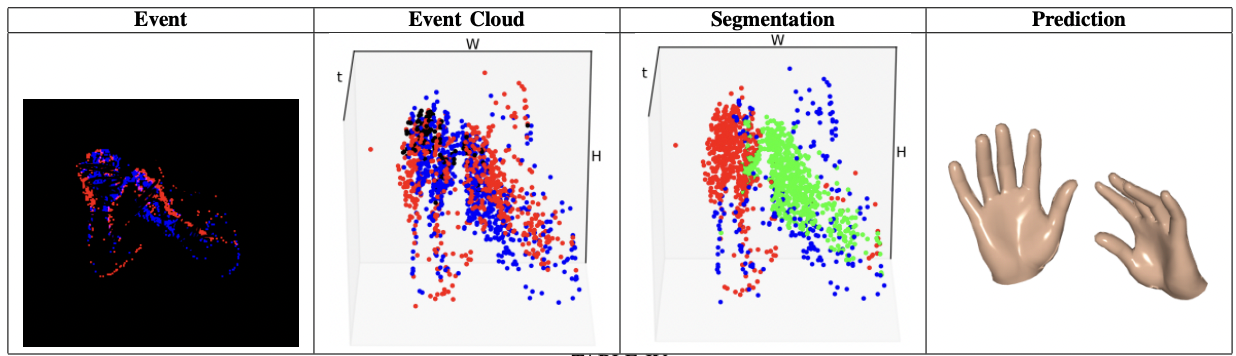 Event Event Cloud Segmentation Prediction
W W
t t
H H